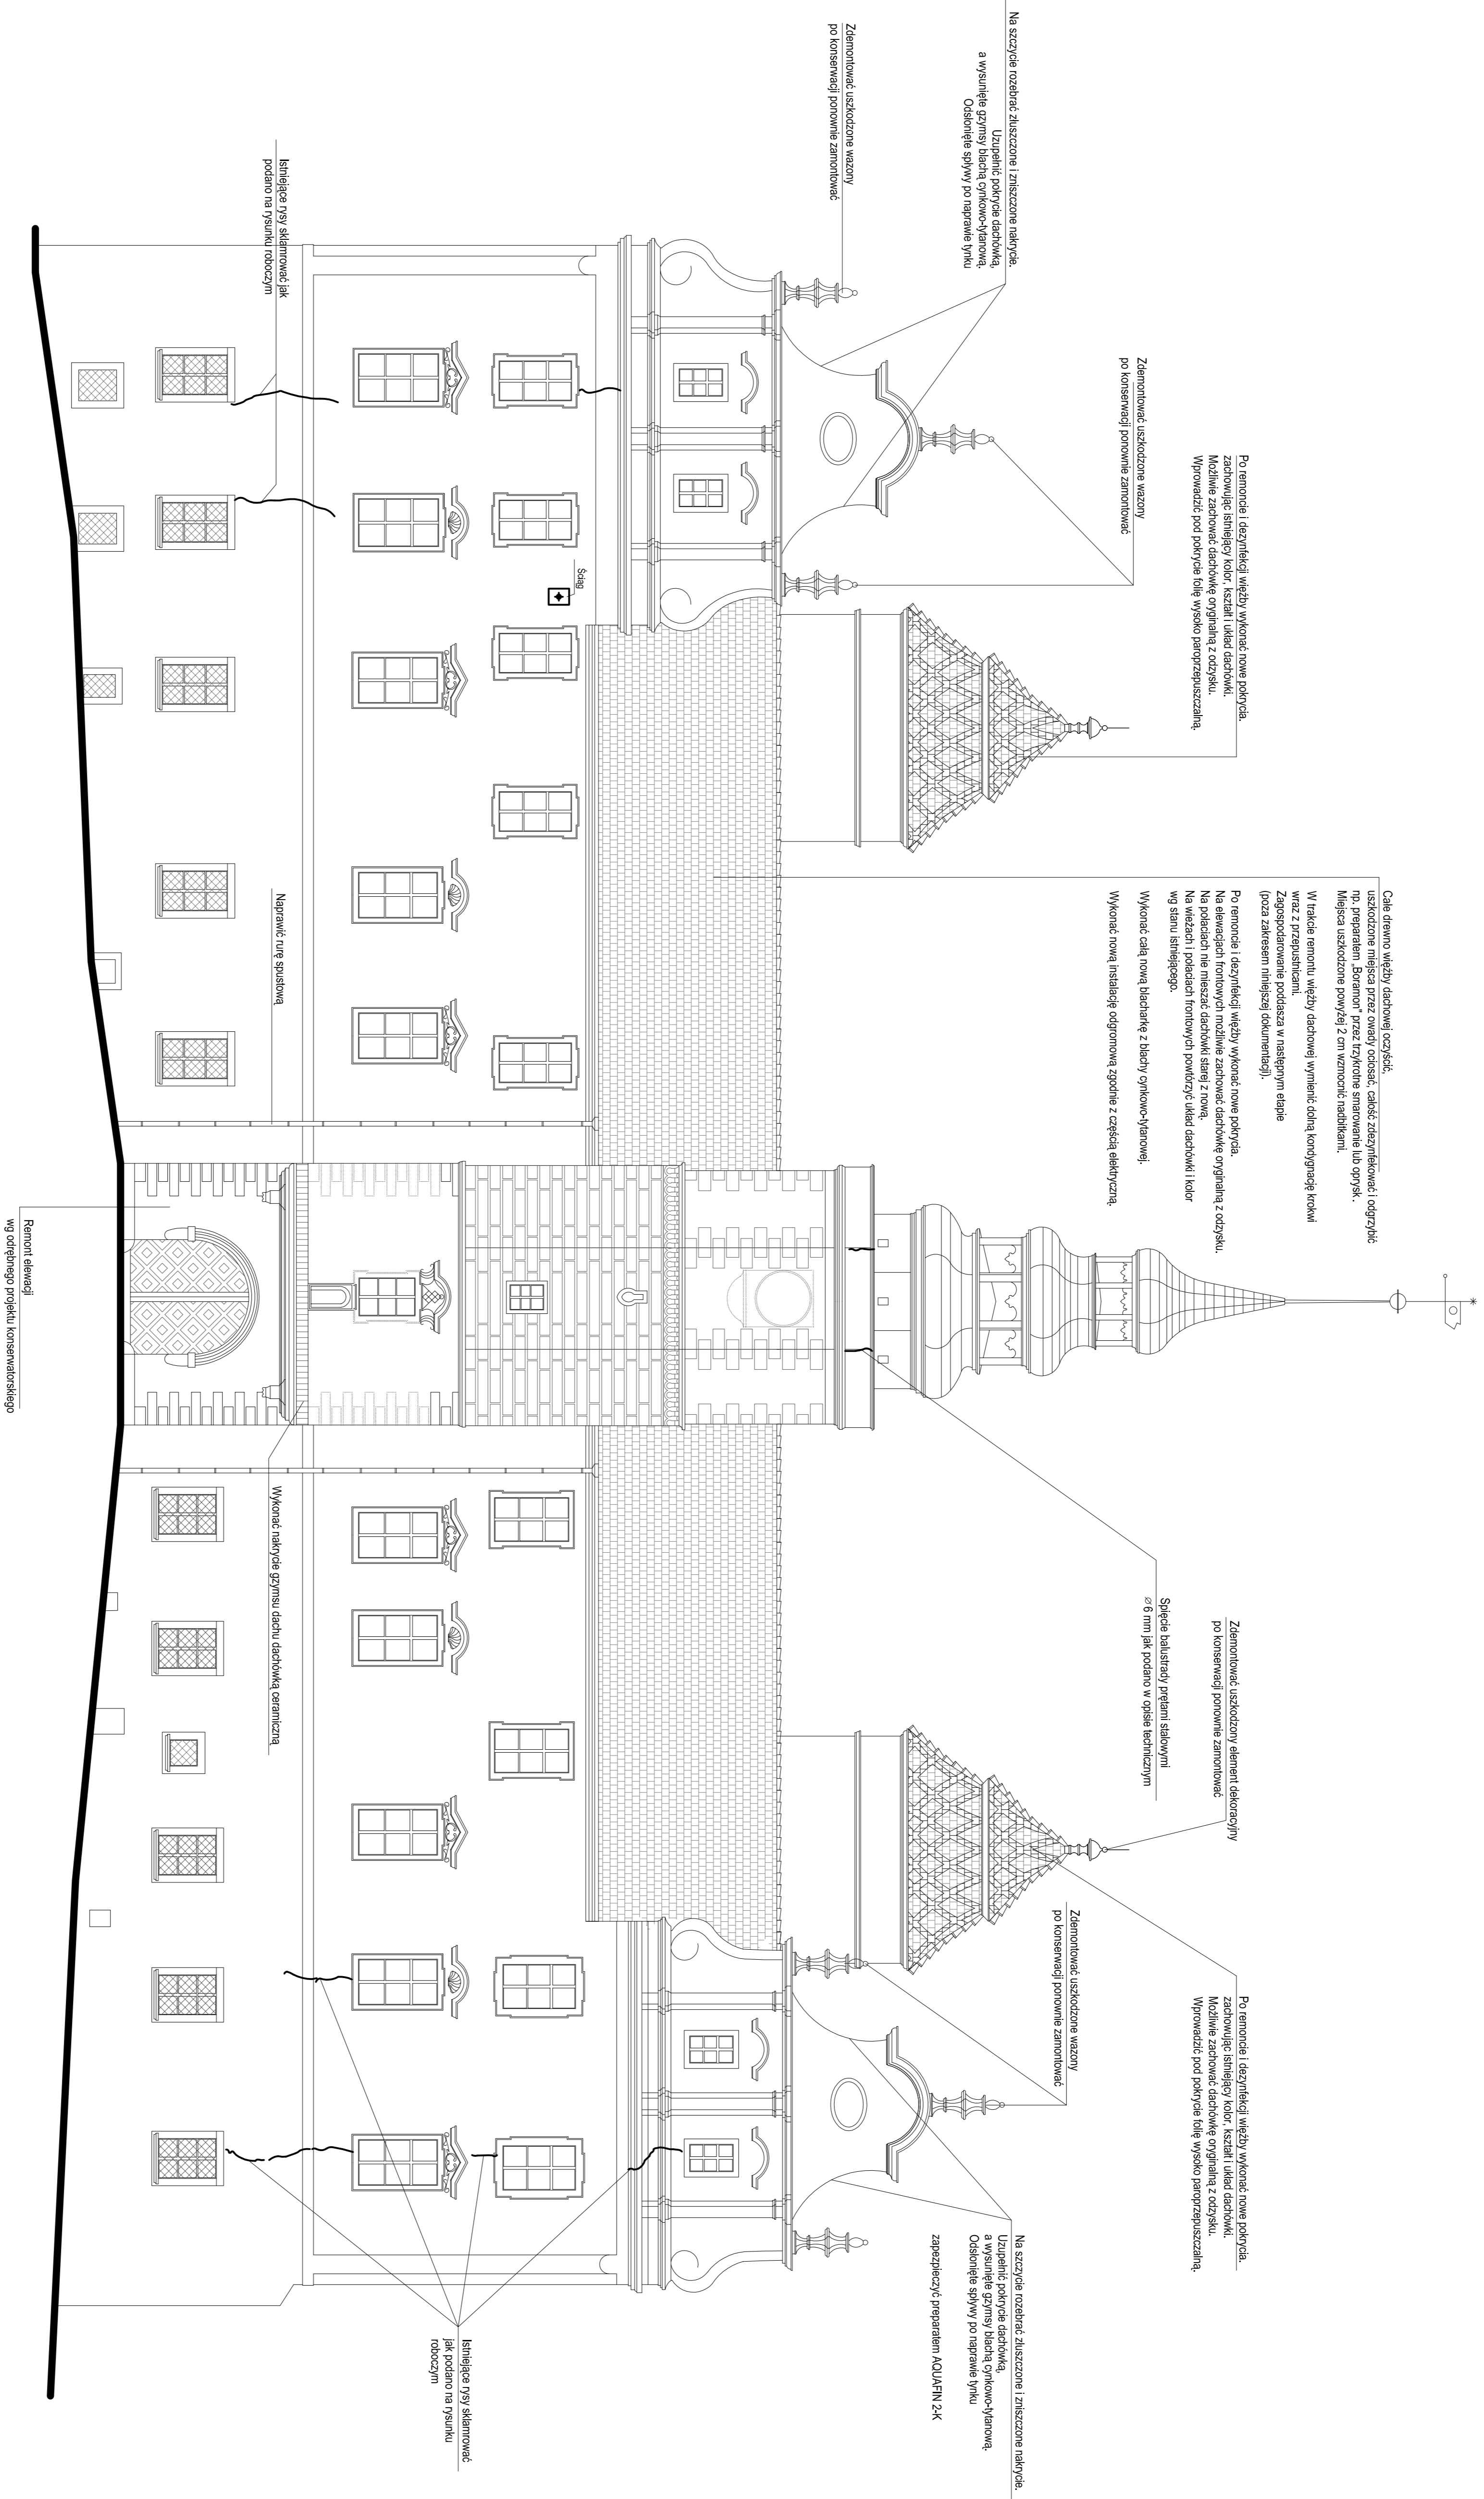 Na szczycie rozebrać złuszczone i zniszczone nakrycie.
Uzupełnić pokrycie dachówką,
a wysunięte gzymsy blachą cynkowo-tytanową.
Odsłonięte spływy po naprawie tynku
Zdemontować uszkodzone wazony
po konserwacji ponownie zamontować
Istniejące rysy sklamrować jak
podano na rysunku roboczym
Zdemontować uszkodzone wazony
po konserwacji ponownie zamontować
Po remoncie i dezynfekcji więźby wykonać nowe pokrycia.
zachowując istniejący kolor, kształt i układ dachówki.
Możliwie zachować dachówkę oryginalną z odzysku.
Wprowadzić pod pokrycie folię wysoko paroprzepuszczalną.
Ściąg
Całe drewno więźby dachowej oczyścić,
uszkodzone miejsca przez owady ociosać, całość zdezynfekować i odgrzybić
np. preparatem „Boramon" przez trzykrotne smarowanie lub oprysk .
Miejsca uszkodzone powyżej 2 cm wzmocnić nadbitkami.
W trakcie remontu więźby dachowej wymienić dolną kondygnację krokwi
wraz z przepustnicami.
Zagospodarowanie poddasza w następnym etapie
(poza zakresem niniejszej dokumentacji).
Po remoncie i dezynfekcji więźby wykonać nowe pokrycia.
Na elewacjach frontowych możliwie zachować dachówkę oryginalną z odzysku.
Na połaciach nie mieszać dachówki starej z nową.
Na wieżach i połaciach frontowych powtórzyć układ dachówki i kolor
wg stanu istniejącego.
Wykonać całą nową blacharkę z blachy cynkowo-tytanowej.
Wykonać nową instalację odgromową zgodnie z częścią elektryczną.
Naprawić rurę spustową
Remont elewacji
wg odrębnego projektu konserwatorskiego
Wykonać nakrycie gzymsu dachu dachówką ceramiczną
Spięcie balustrady prętami stalowymi
∅ 6 mm jak podano w opisie technicznym
Zdemontować uszkodzony element dekoracyjny
po konserwacji ponownie zamontować
Zdemontować uszkodzone wazony
po konserwacji ponownie zamontować
Po remoncie i dezynfekcji więźby wykonać nowe pokrycia.
zachowując istniejący kolor, kształt i układ dachówki.
Możliwie zachować dachówkę oryginalną z odzysku.
Wprowadzić pod pokrycie folię wysoko paroprzepuszczalną.
Na szczycie rozebrać złuszczone i zniszczone nakrycie.
Uzupełnić pokrycie dachówką,
a wysunięte gzymsy blachą cynkowo-tytanową.
Odsłonięte spływy po naprawie tynku
zapezpieczyć preparatem AQUAFIN 2-K
Istniejące rysy sklamrować
jak podano na rysunku
roboczym